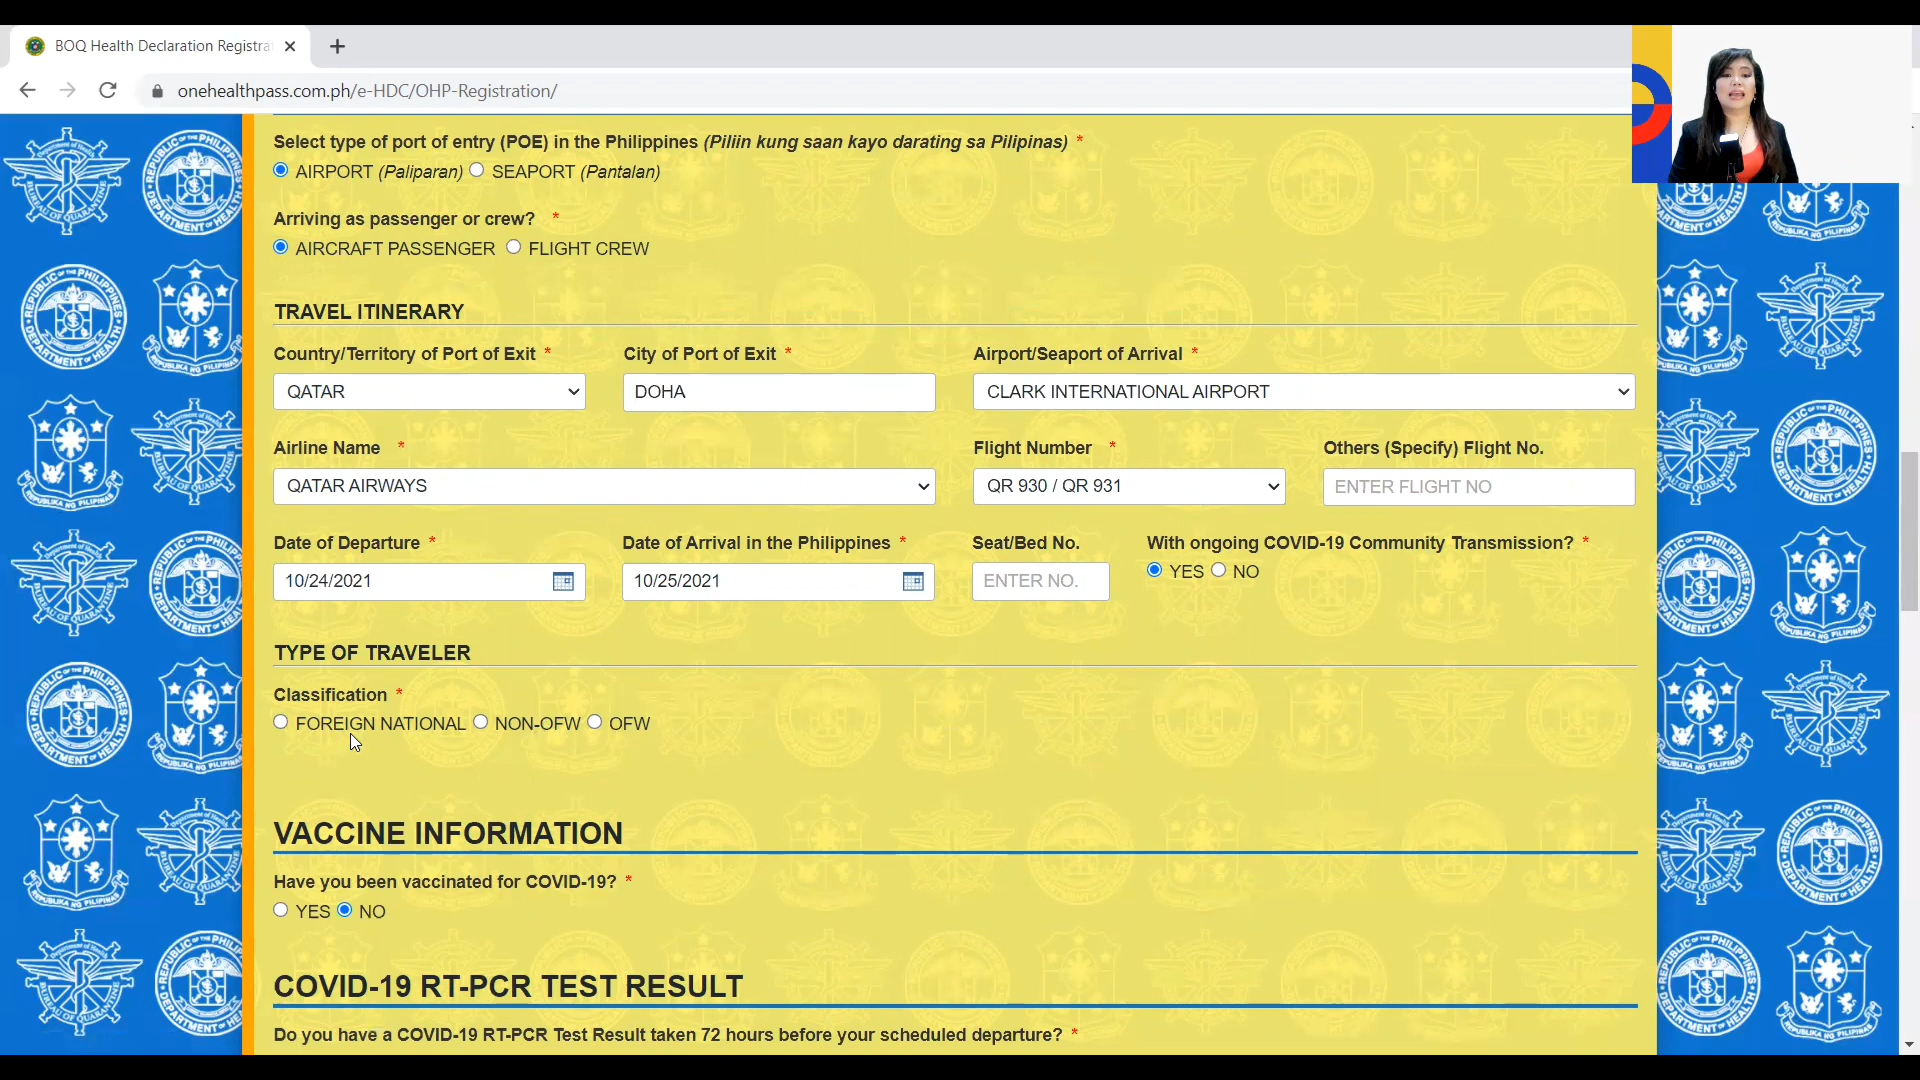 BOQ Health Declaration Registra
onehealthpass.com.ph/e-HDC/OHP-Registration/
Select type of port of entry (POE) in the Philippines (Piliin kung saan kayo darating sa Pilipinas) *
AIRPORT (Paliparan) SEAPORT (Pantalan)
Arriving as passenger or crew? *
AIRCRAFT PASSENGER FLIGHT CREW
TRAVEL ITINERARY
Country/Territory of Port of Exit * City of Port of Exit * Airport/Seaport of Arrival *
QATAR DOHA CLARK INTERNATIONAL AIRPORT
Airline Name * Flight Number * Others (Specify) Flight No.
QATAR AIRWAYS QR 930 / QR 931 ENTER FLIGHT NO
Date of Departure * Date of Arrival in the Philippines * Seat/Bed No. With ongoing COVID-19 Community Transmission? *
10/24/2021 10/25/2021 ENTER NO. YES NO
TYPE OF TRAVELER
Classification *
FOREIGN NATIONAL NON-OFW OFW
VACCINE INFORMATION
Have you been vaccinated for COVID-19? *
YES NO
COVID-19 RT-PCR TEST RESULT
Do you have a COVID-19 RT-PCR Test Result taken 72 hours before your scheduled departure? *